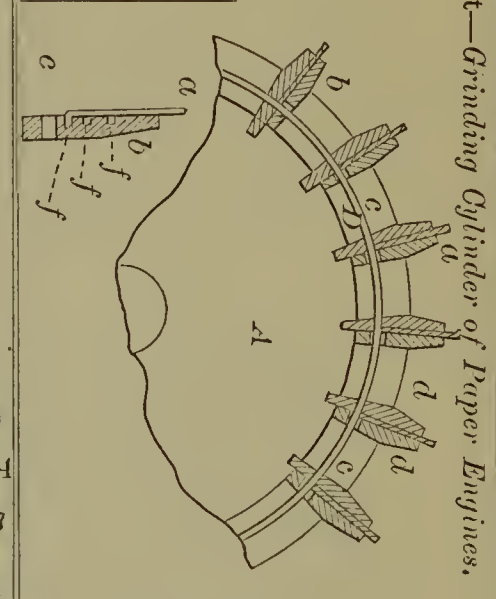 t—Grinding Cylinder of Paper Engines.
a d
d
b c D c
A
a
b f
f
c f